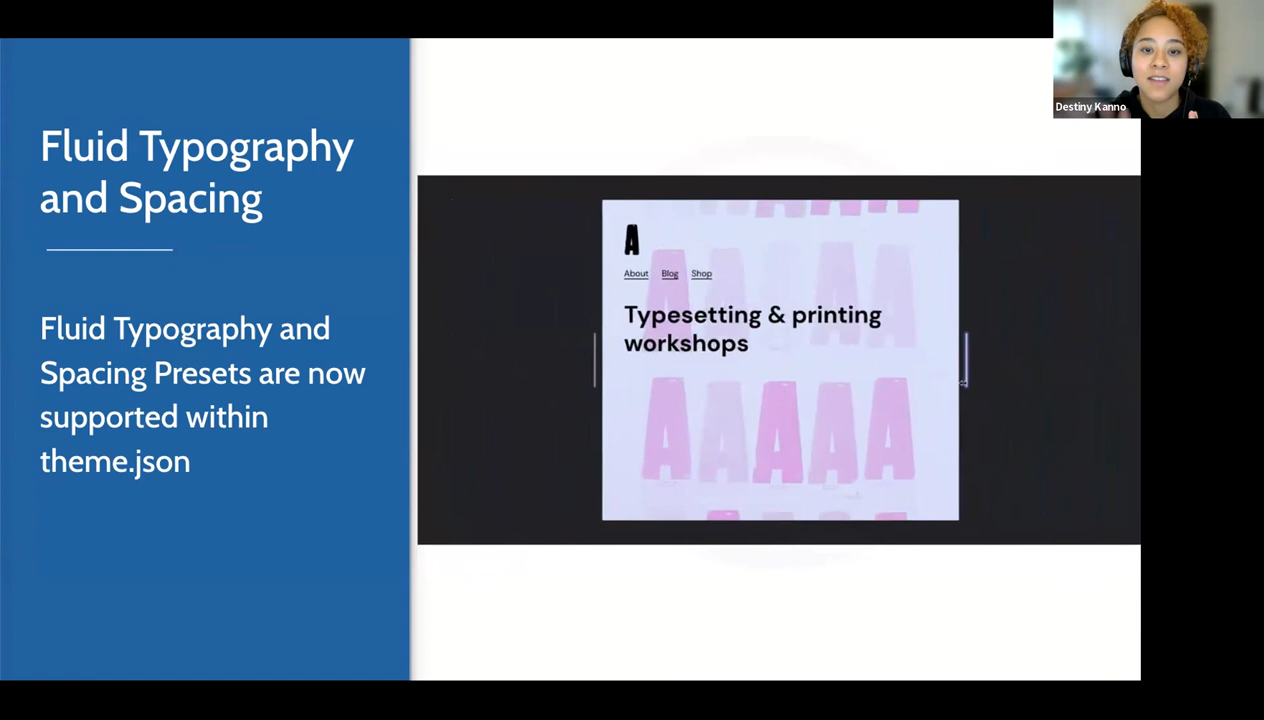 Fluid Typography
and Spacing
Fluid Typography and
Spacing Presets are now
supported within
theme.json
A
About Blog Shop
Typesetting & printing
workshops
A A A A A
A A A A A
Destiny Kanno